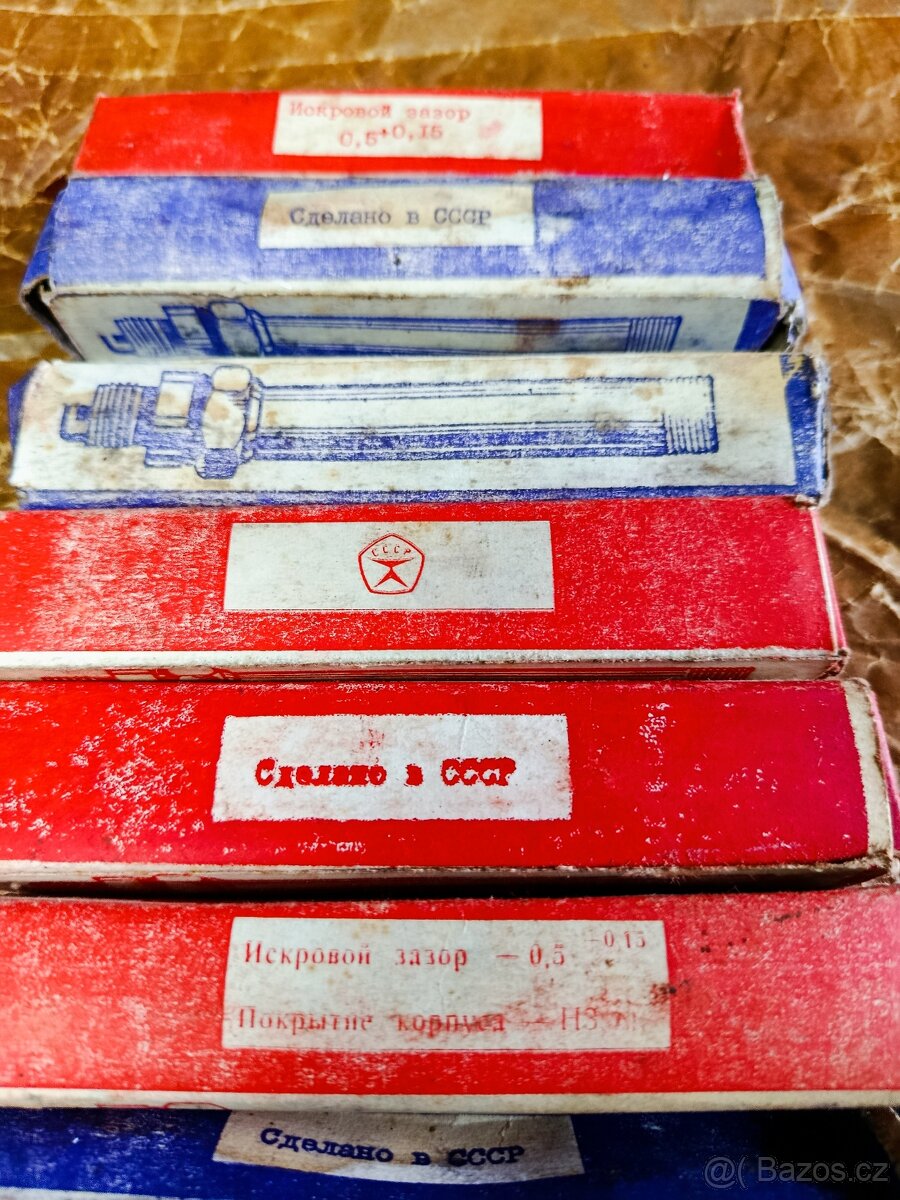 Искровой зазор
0,5+0,15
Сделано в СССР
СССР
Сделано в СССР
Искровой зазор — 0,5 −0,15
Покрытие корпуса —
Сделано в СССР
@( Bazos.cz